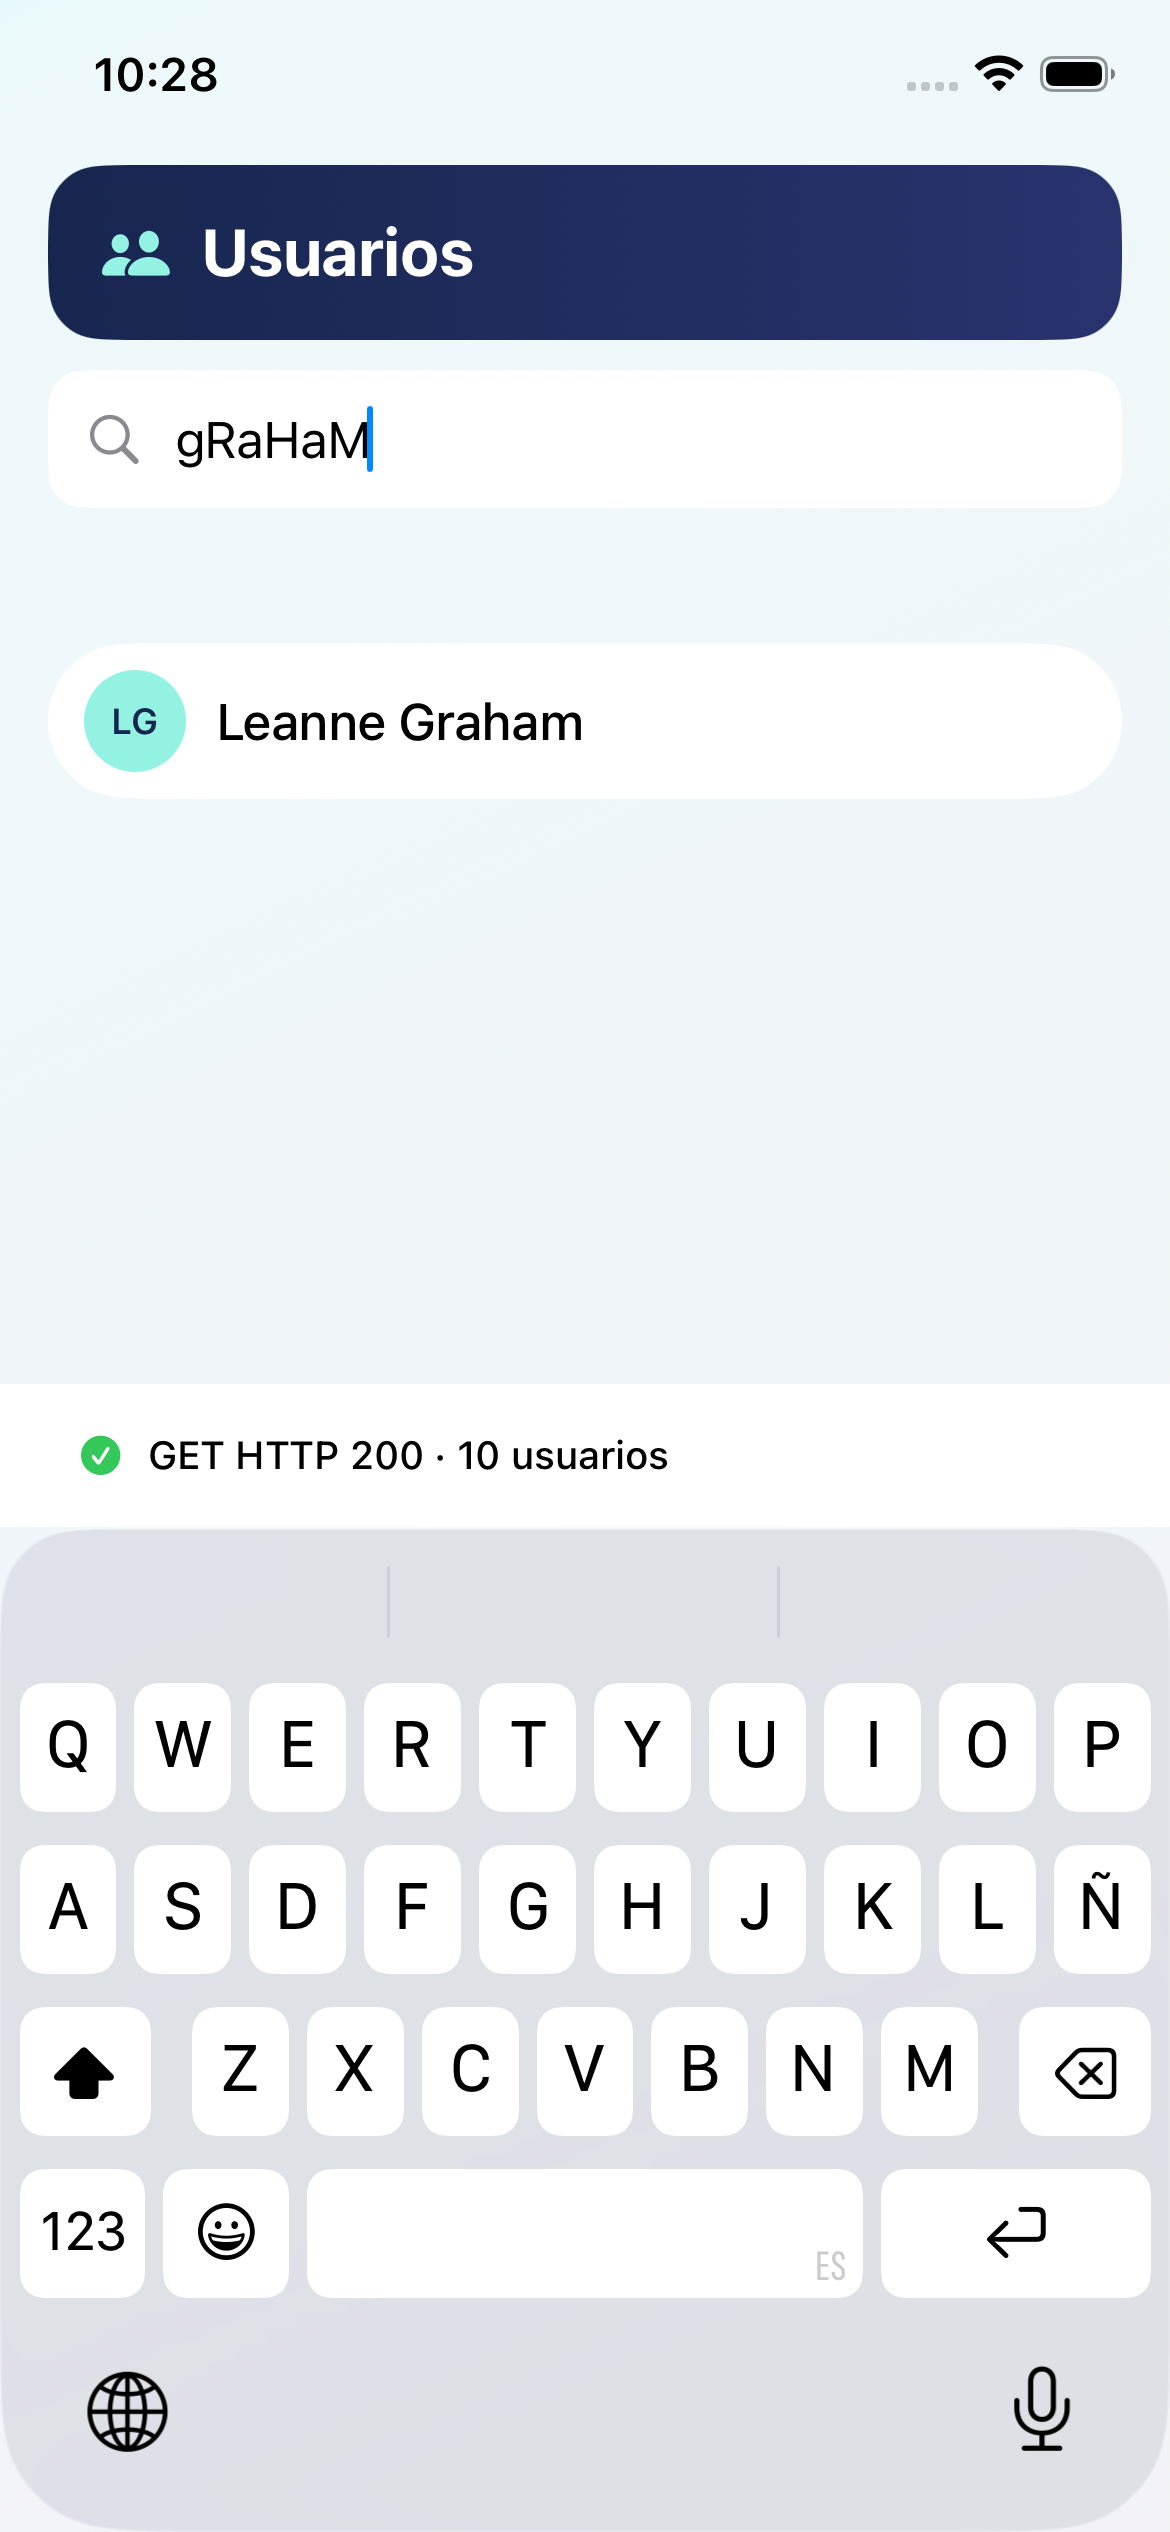 10:28
Usuarios
gRaHaM
LG Leanne Graham
GET HTTP 200 · 10 usuarios
Q W E R T Y U I O P
A S D F G H J K L Ñ
Z X C V B N M
123 ES